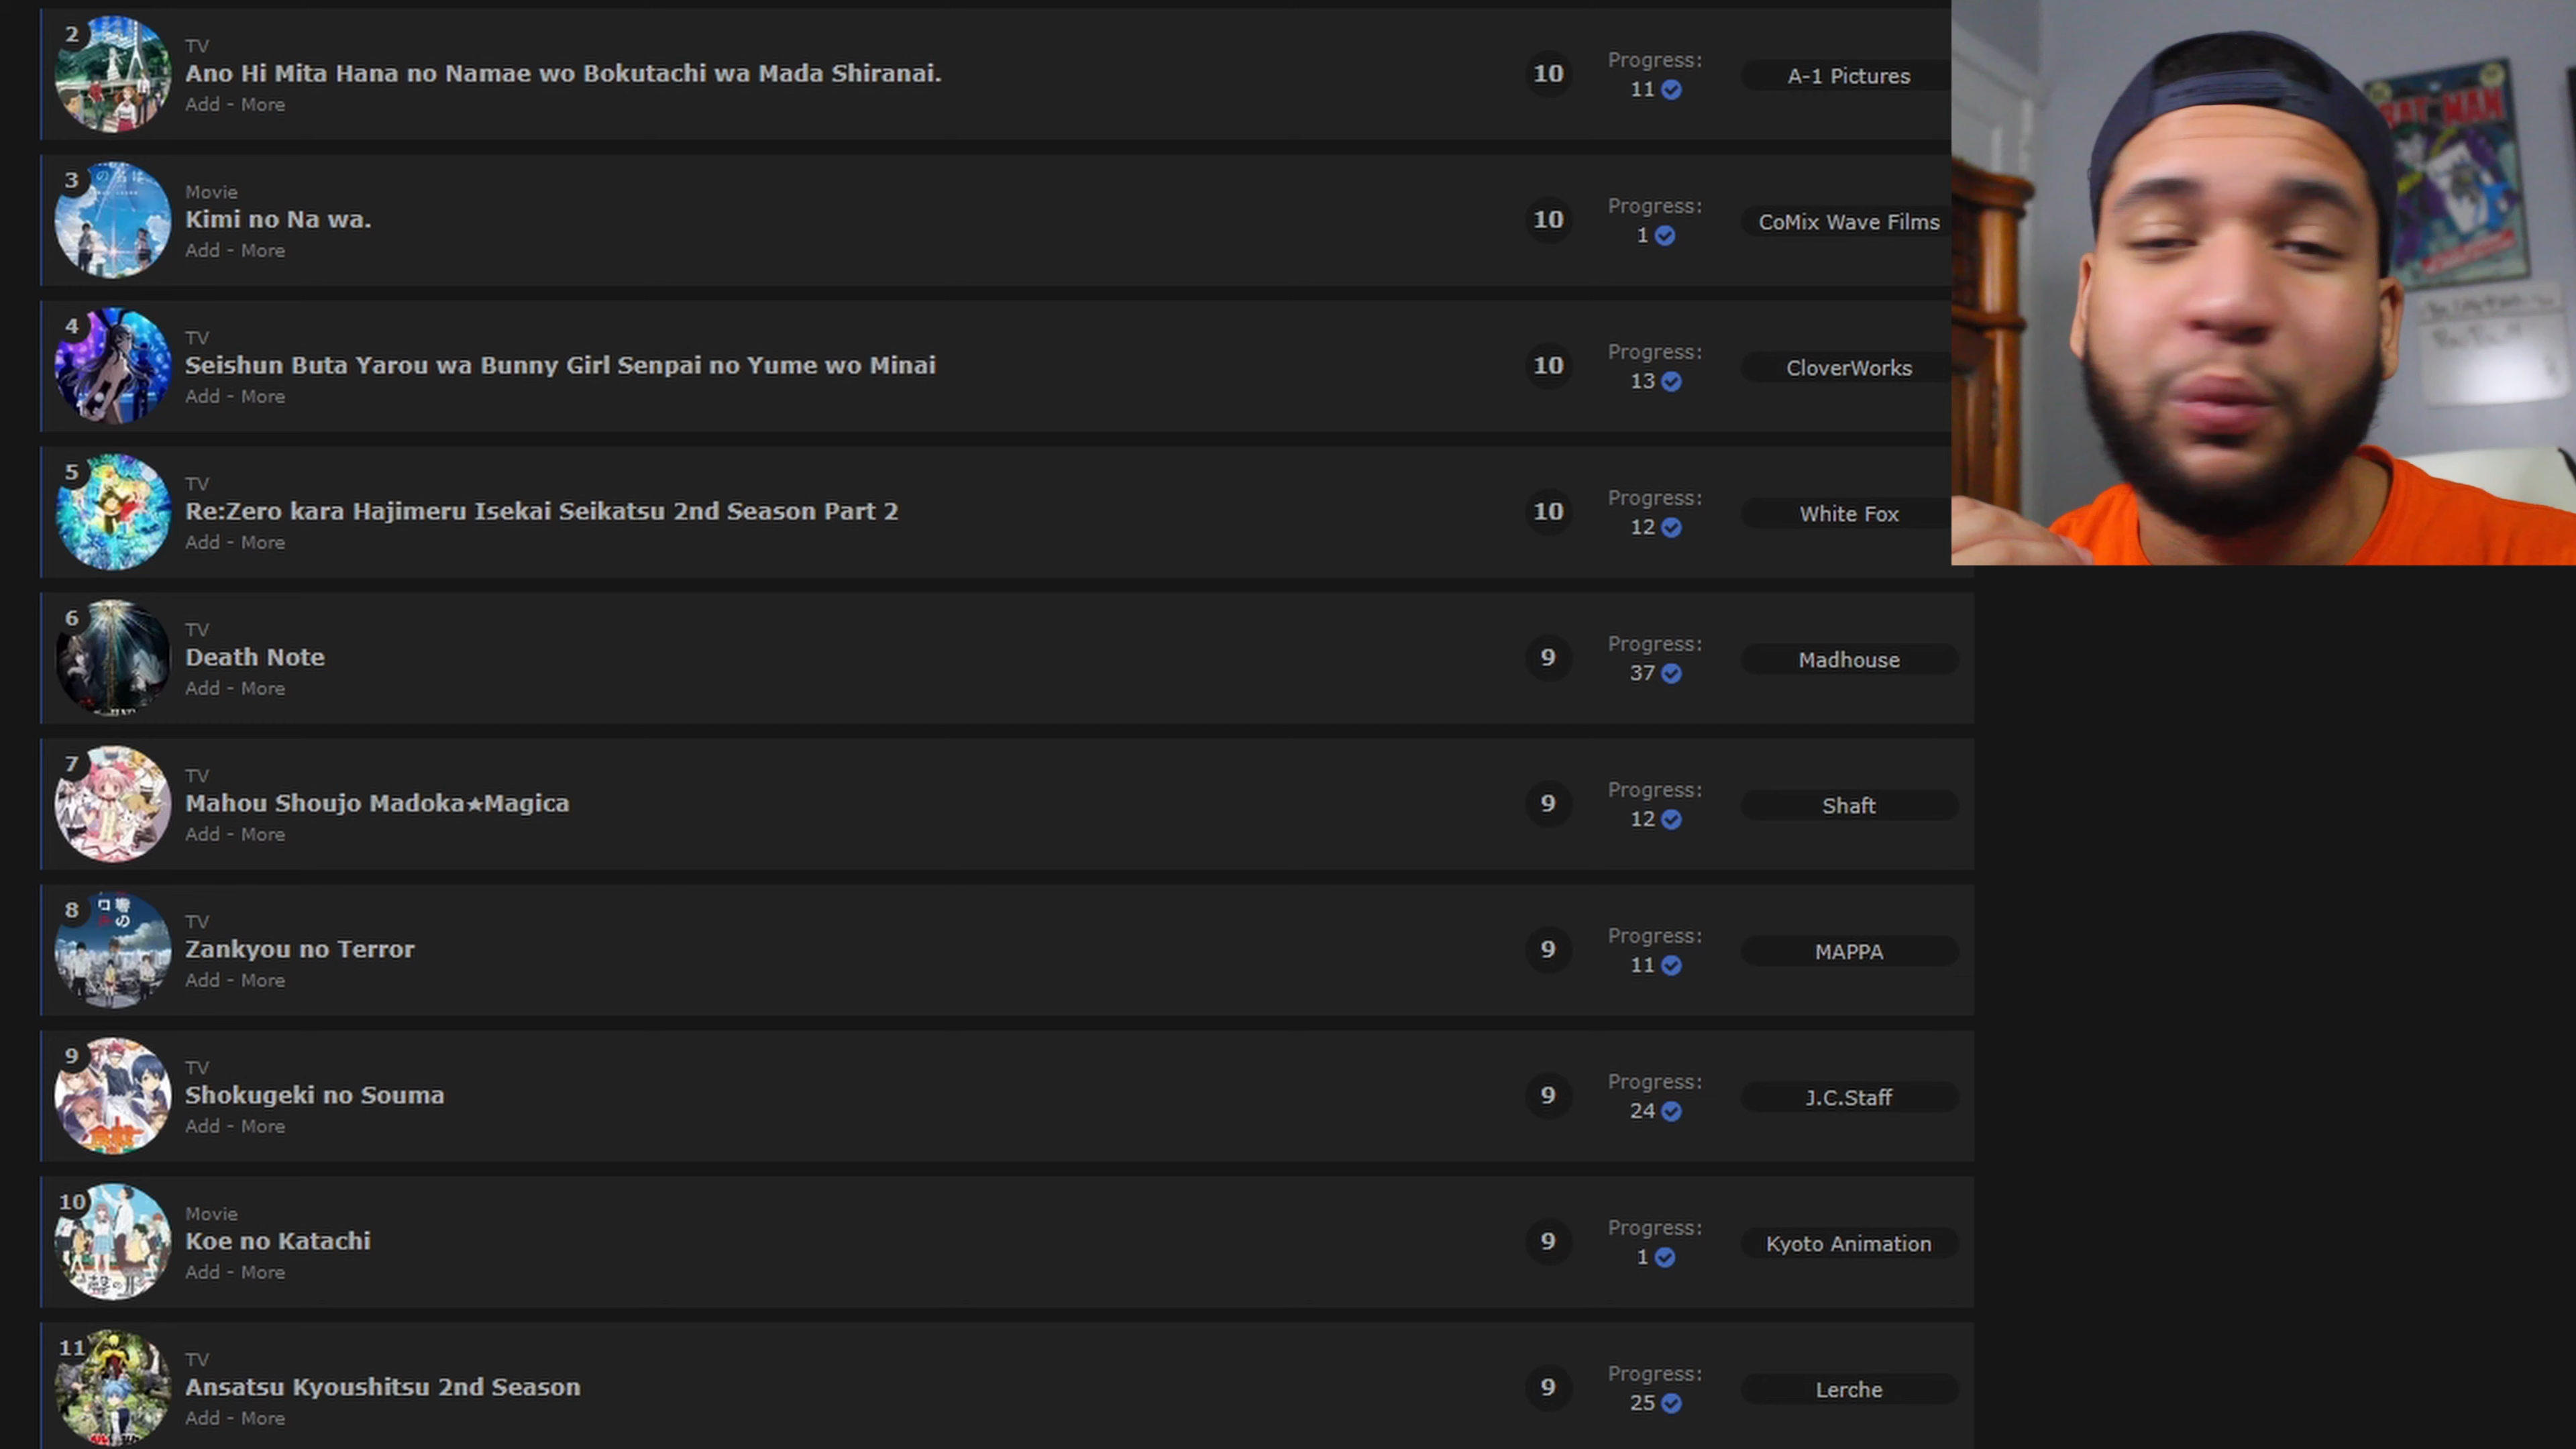 2
TV
Ano Hi Mita Hana no Namae wo Bokutachi wa Mada Shiranai.
Add - More
10
Progress:
11
A-1 Pictures
3
の名は
Movie
Kimi no Na wa.
Add - More
10
Progress:
1
CoMix Wave Films
4
TV
Seishun Buta Yarou wa Bunny Girl Senpai no Yume wo Minai
Add - More
10
Progress:
13
CloverWorks
5
TV
Re:Zero kara Hajimeru Isekai Seikatsu 2nd Season Part 2
Add - More
10
Progress:
12
White Fox
6
TV
Death Note
Add - More
9
Progress:
37
Madhouse
7
TV
Mahou Shoujo Madoka★Magica
Add - More
9
Progress:
12
Shaft
8
TV
Zankyou no Terror
Add - More
9
Progress:
11
MAPPA
9
TV
Shokugeki no Souma
Add - More
9
Progress:
24
J.C.Staff
10
Movie
Koe no Katachi
Add - More
9
Progress:
1
Kyoto Animation
11
TV
Ansatsu Kyoushitsu 2nd Season
Add - More
9
Progress:
25
Lerche
BATMAN